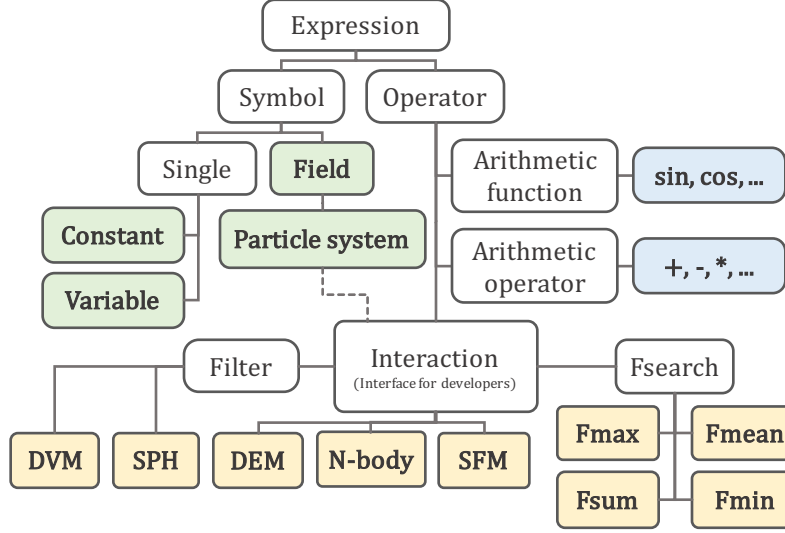 Expression
Symbol
Operator
Single
Field
Arithmetic
function
sin, cos, ...
Constant
Particle system
Arithmetic
operator
+, -, *, ...
Variable
Filter
Interaction
(Interface for developers)
Fsearch
DVM
SPH
DEM
N-body
SFM
Fmax
Fmean
Fsum
Fmin